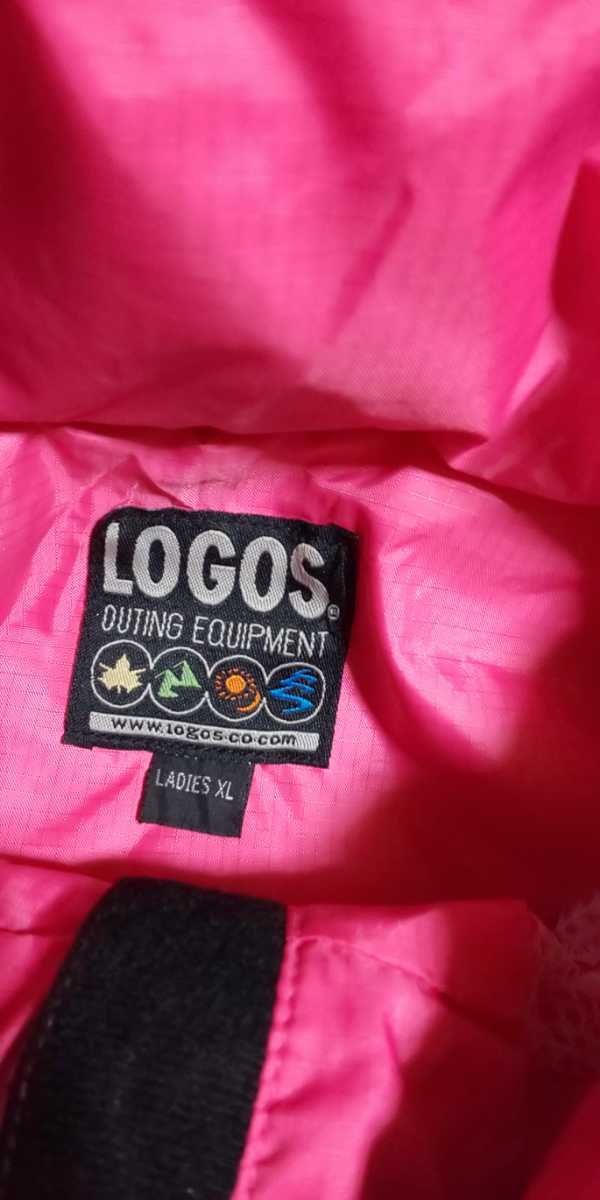 LOGOS®
OUTING EQUIPMENT
www.logos-co.com
LADIES XL